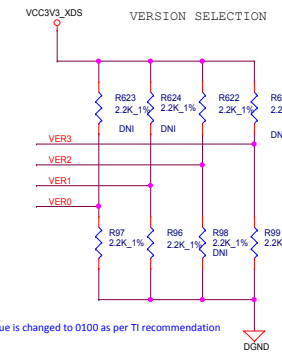 VCC3V3_XDS
VERSION SELECTION
R623
2.2K_1%
DNI
R624
2.2K_1%
DNI
R622
2.2K_1%
VER3
VER2
VER1
VER0
R97
2.2K_1%
R96
2.2K_1%
R98
2.2K_1%
DNI
R99
is changed to 0100 as per TI recommendation
DGND